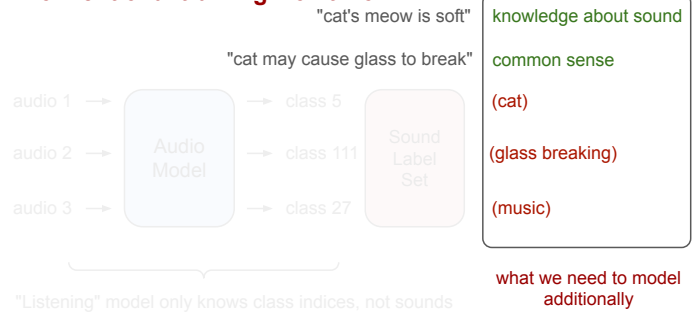 "cat's meow is soft" knowledge about sound
"cat may cause glass to break" common sense
audio 1 class 5 (cat)
audio 2 Audio Model class 111 Sound Label Set (glass breaking)
audio 3 class 27 (music)
"Listening" model only knows class indices, not sounds
what we need to model
additionally